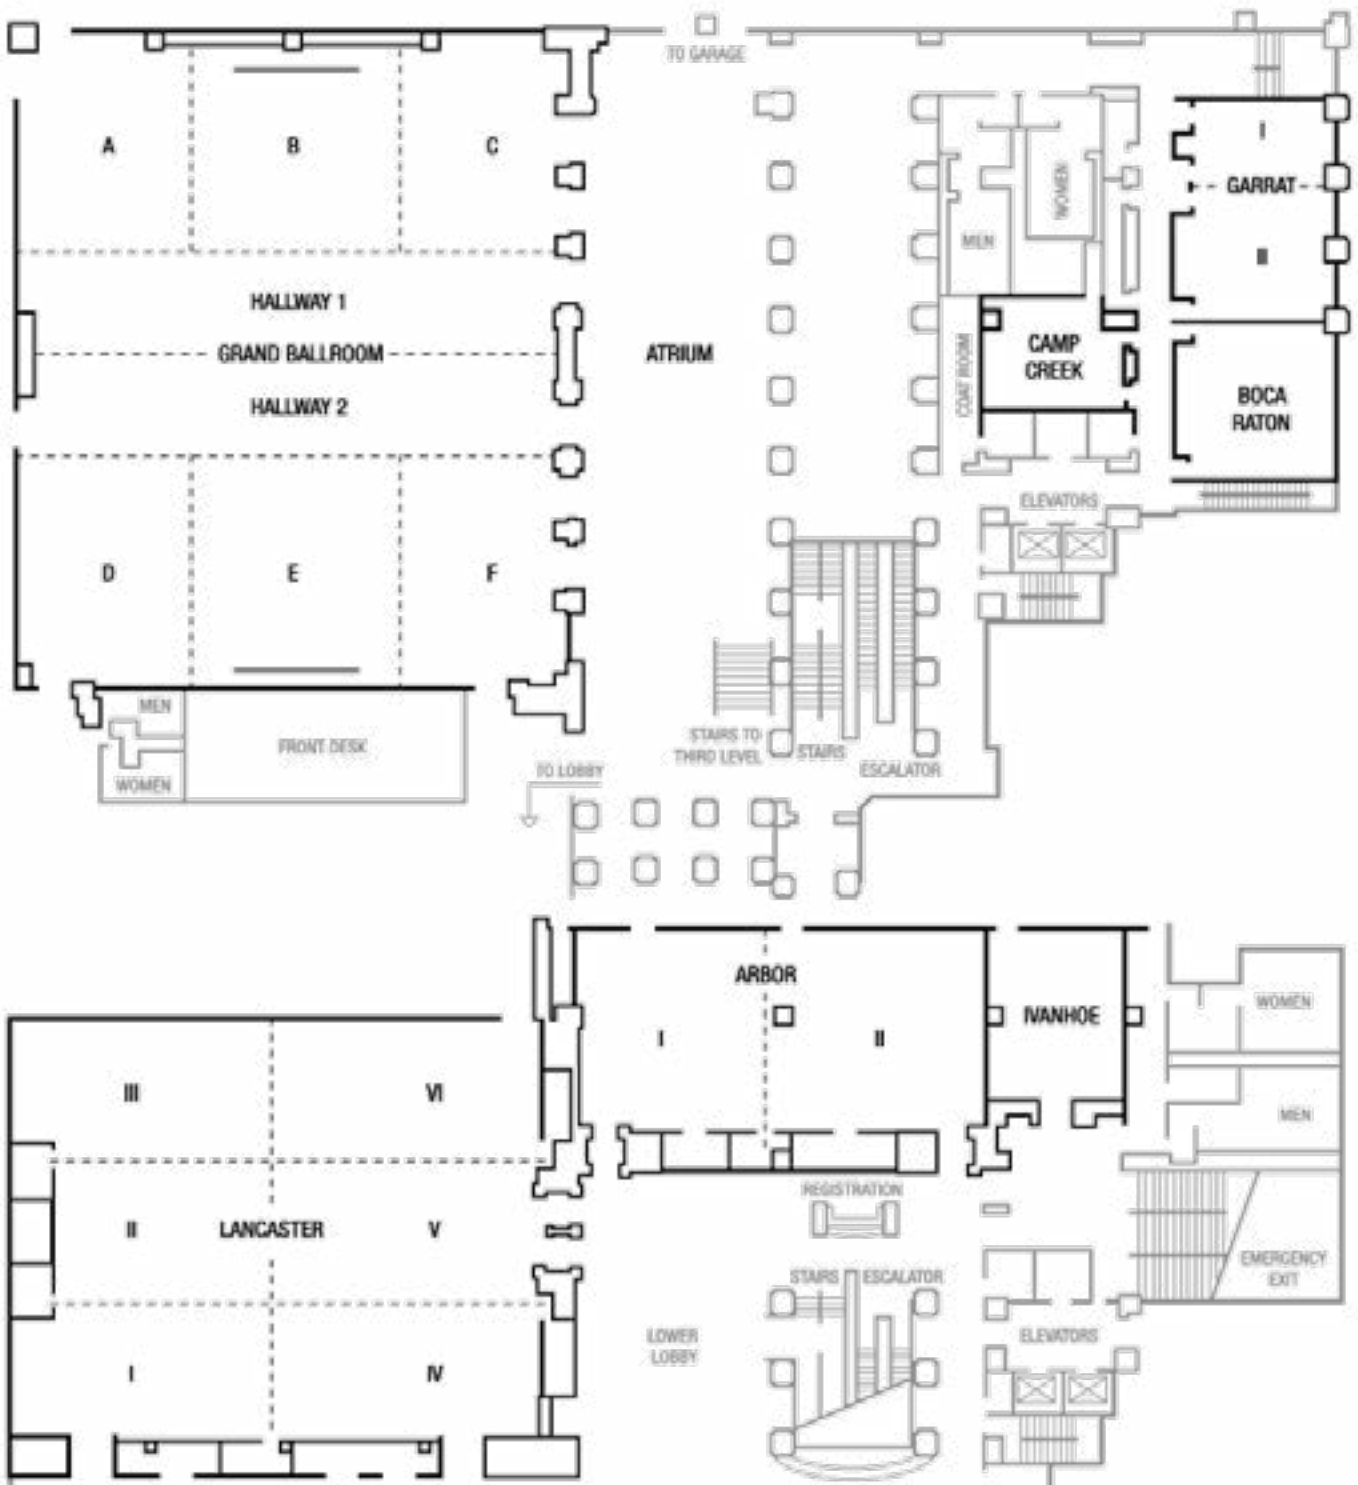 TO GARAGE
A
B
C
I
GARRAT
II
WOMEN
MEN
HALLWAY 1
GRAND BALLROOM
HALLWAY 2
ATRIUM
COAT ROOM
CAMP
CREEK
BOCA
RATON
ELEVATORS
D
E
F
MEN
WOMEN
FRONT DESK
TO LOBBY
STAIRS TO
THIRD LEVEL
STAIRS
ESCALATOR
ARBOR
I
II
IVANHOE
WOMEN
MEN
III
VI
II
LANCASTER
V
I
IV
REGISTRATION
STAIRS
ESCALATOR
LOWER
LOBBY
ELEVATORS
EMERGENCY
EXIT